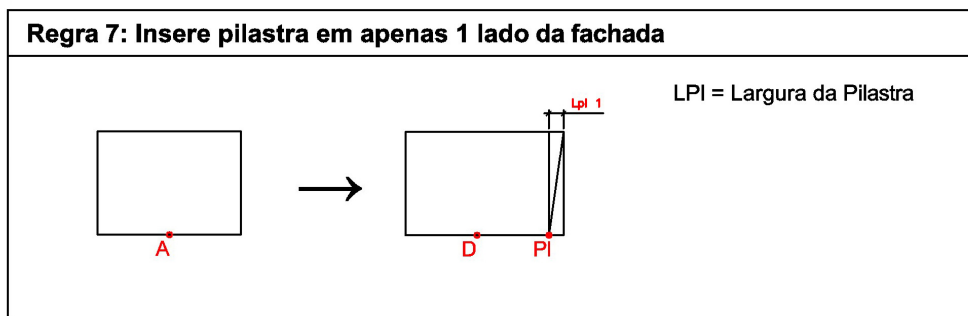 Regra 7: Insere pilastra em apenas 1 lado da fachada
LPl = Largura da Pilastra
Lpl 1
A
D
Pl